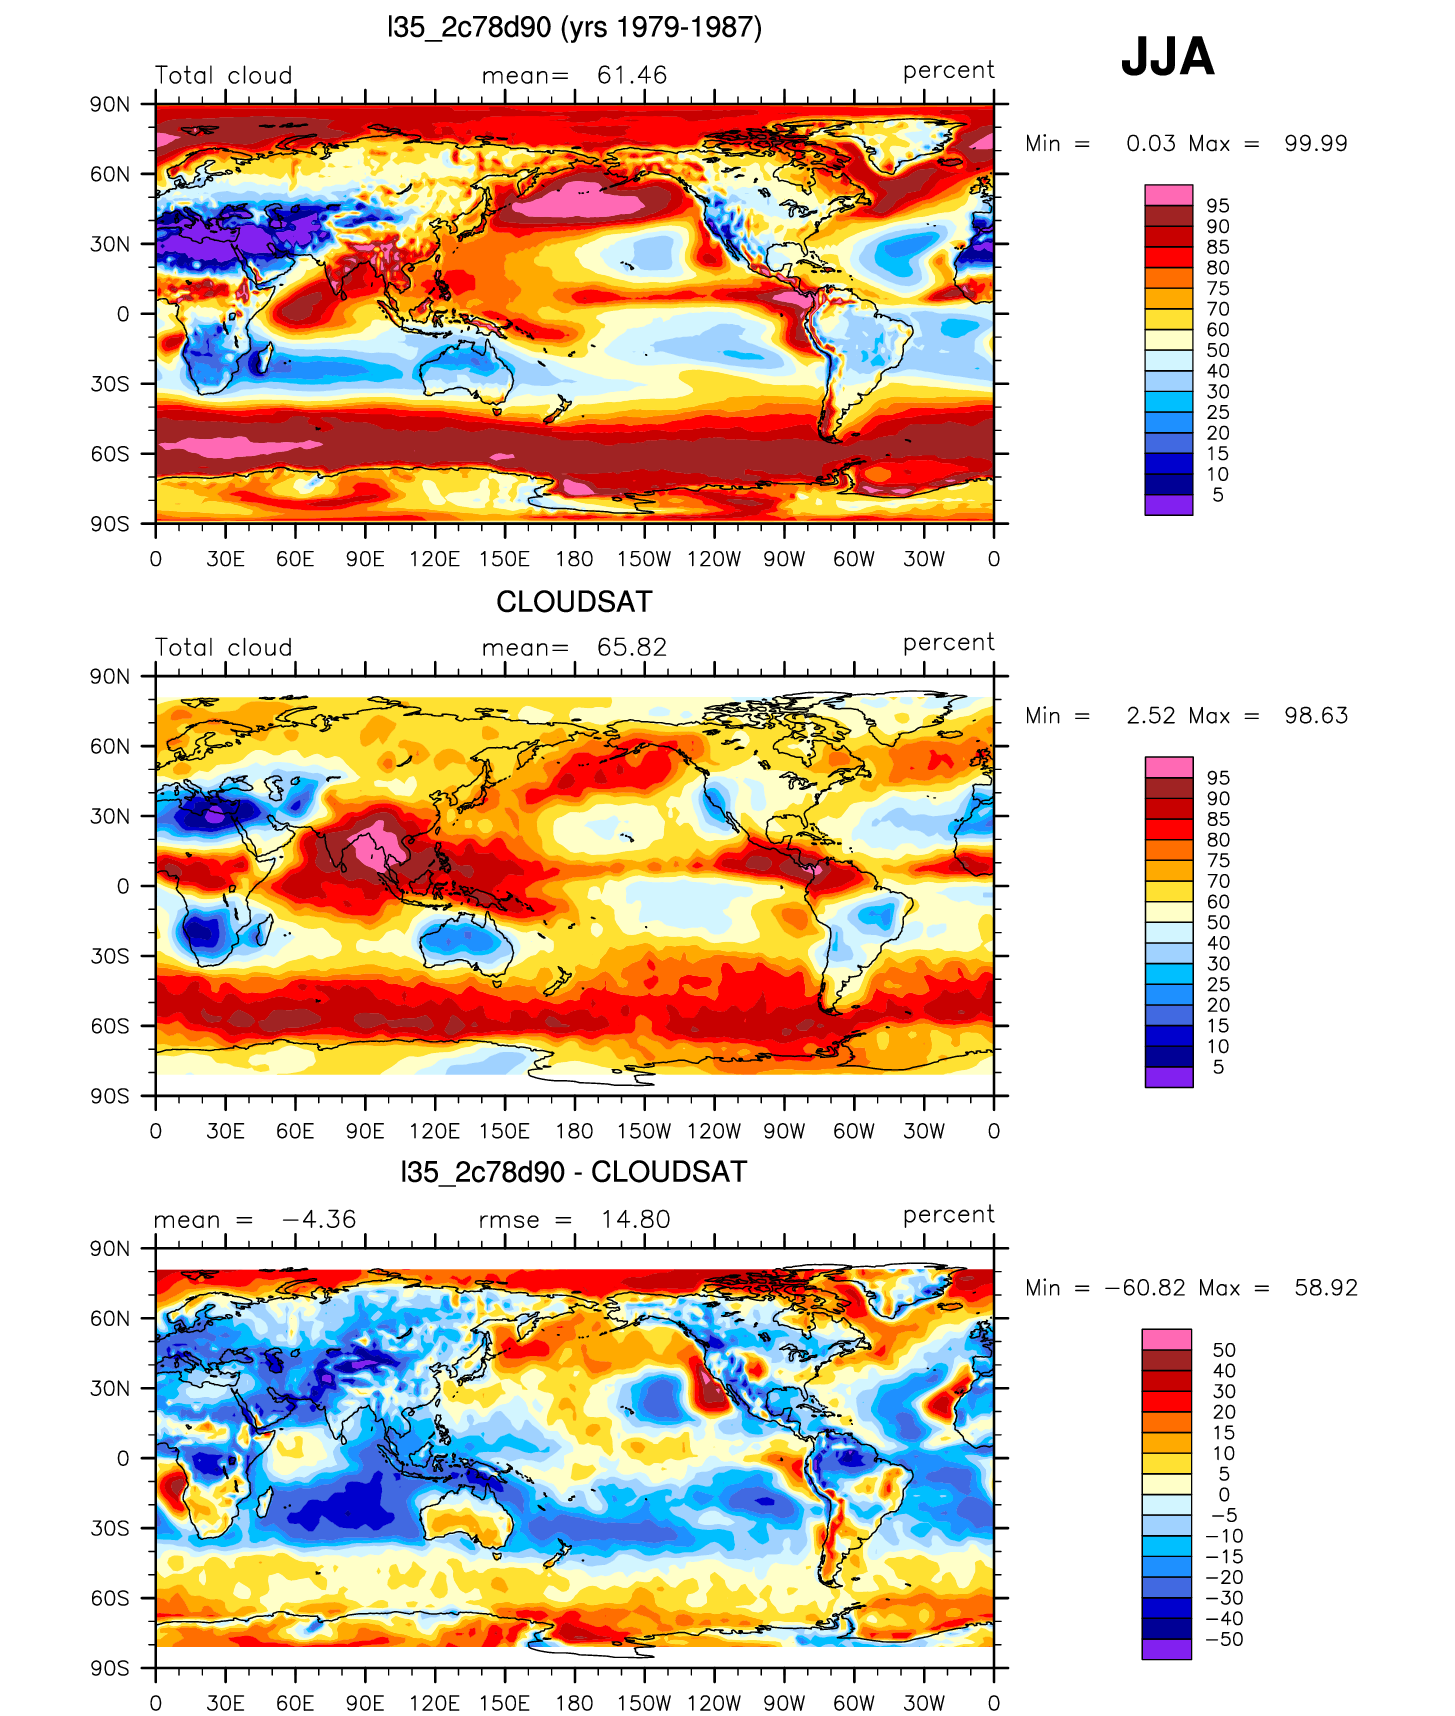 l35_2c78d90 (yrs 1979-1987)
JJA
Total cloud mean= 61.46 percent
Min = 0.03 Max = 99.99
90N
60N
30N
0
30S
60S
90S
0 30E 60E 90E 120E 150E 180 150W 120W 90W 60W 30W 0
95
90
85
80
75
70
60
50
40
30
25
20
15
10
5
CLOUDSAT
Total cloud mean= 65.82 percent
Min = 2.52 Max = 98.63
90N
60N
30N
0
30S
60S
90S
0 30E 60E 90E 120E 150E 180 150W 120W 90W 60W 30W 0
95
90
85
80
75
70
60
50
40
30
25
20
15
10
5
l35_2c78d90 - CLOUDSAT
mean = −4.36 rmse = 14.80 percent
Min = −60.82 Max = 58.92
90N
60N
30N
0
30S
60S
90S
0 30E 60E 90E 120E 150E 180 150W 120W 90W 60W 30W 0
50
40
30
20
15
10
5
0
−5
−10
−15
−20
−30
−40
−50